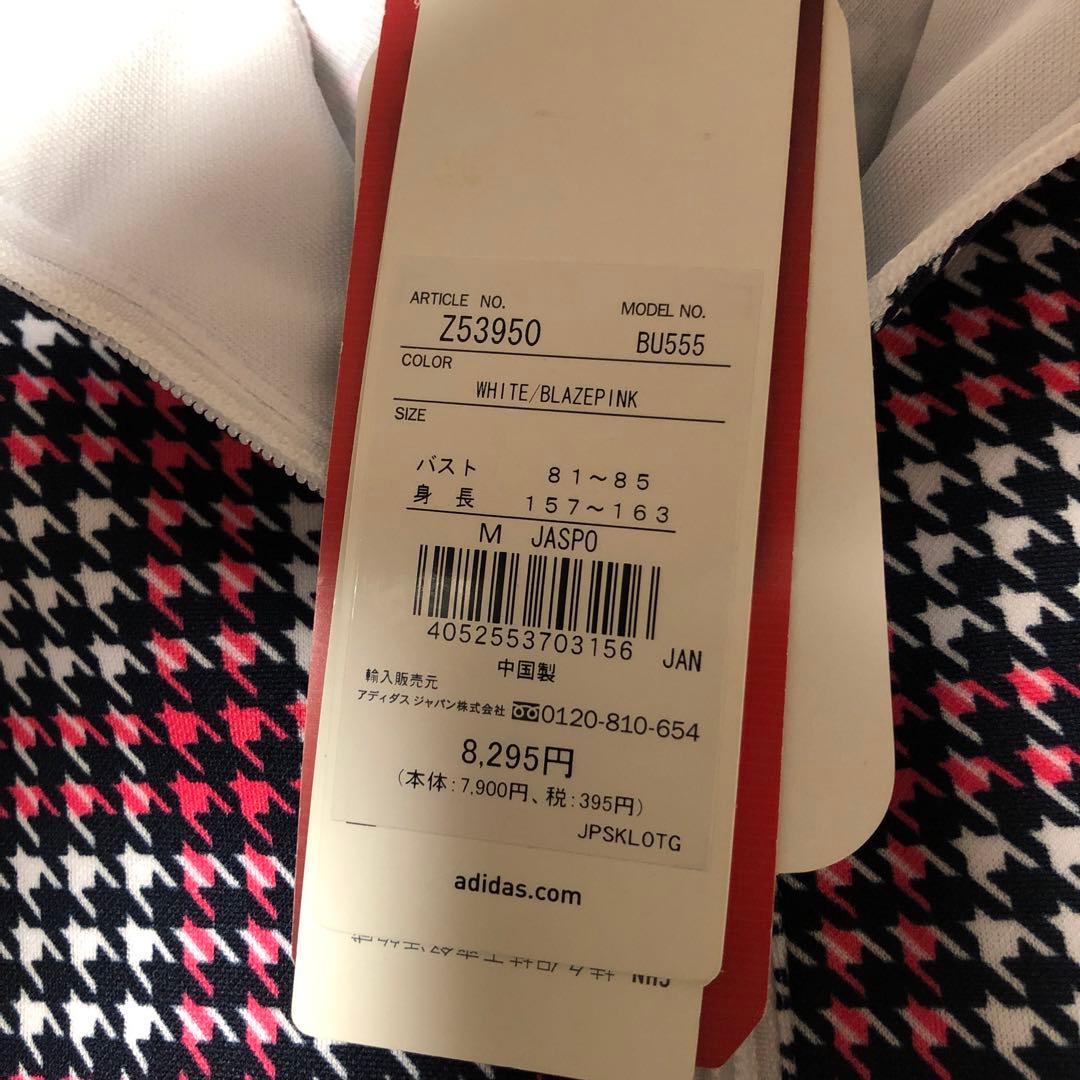 ARTICLE NO. MODEL NO.
Z53950 BU555
COLOR
WHITE/BLAZEPINK
SIZE
バスト 81～85
身長 157～163
M JASPO
4052553703156 JAN
中国製
輸入販売元
アディダス ジャパン株式会社 0120-810-654
8,295円
(本体:7,900円、税:395円)
JPSKLOTG
adidas.com